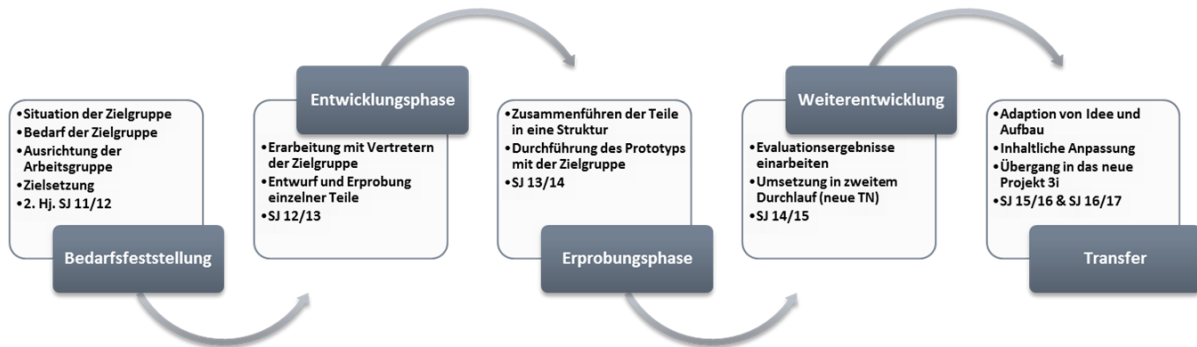 •Situation der Zielgruppe
•Bedarf der Zielgruppe
•Ausrichtung der
Arbeitsgruppe
•Zielsetzung
•2. Hj. SJ 11/12
Bedarfsfeststellung
Entwicklungsphase
•Erarbeitung mit Vertretern
der Zielgruppe
•Entwurf und Erprobung
einzelner Teile
•SJ 12/13
•Zusammenführen der Teile
in eine Struktur
•Durchführung des Prototyps
mit der Zielgruppe
•SJ 13/14
Erprobungsphase
Weiterentwicklung
•Evaluationsergebnisse
einarbeiten
•Umsetzung in zweitem
Durchlauf (neue TN)
•SJ 14/15
•Adaption von Idee und
Aufbau
•Inhaltliche Anpassung
•Übergang in das neue
Projekt 3i
•SJ 15/16 & SJ 16/17
Transfer